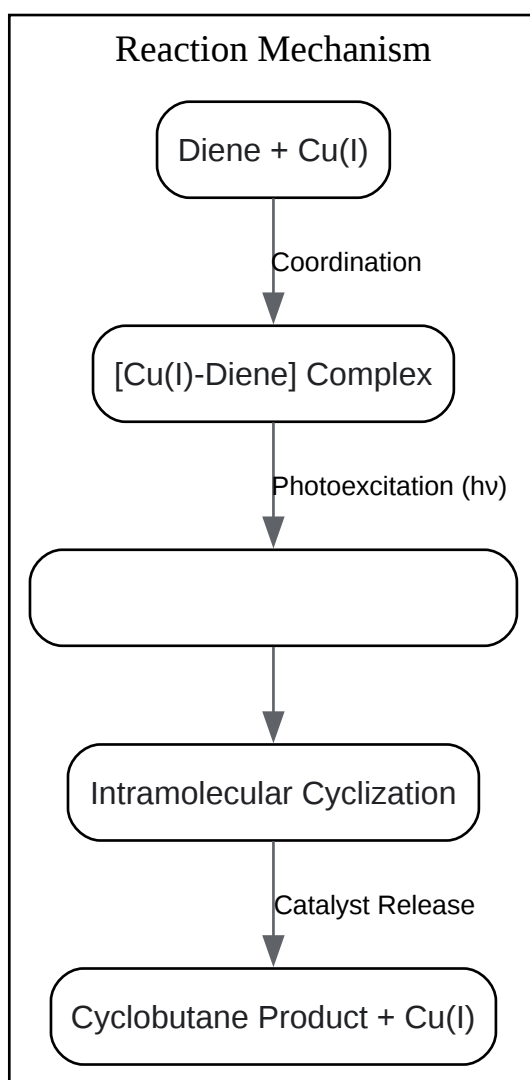 Reaction Mechanism
Diene + Cu(I)
Coordination
[Cu(I)-Diene] Complex
Photoexcitation (hν)
Intramolecular Cyclization
Catalyst Release
Cyclobutane Product + Cu(I)